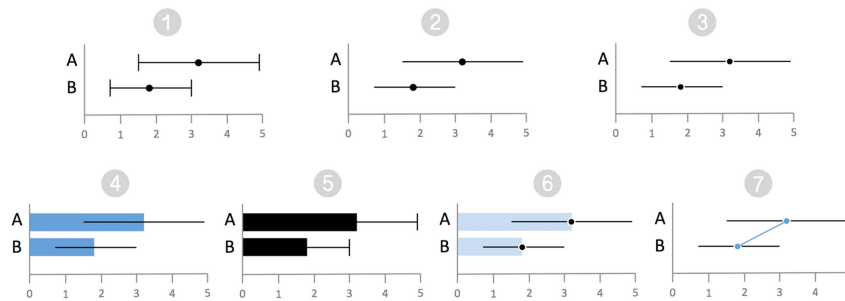 1 2 3
A A A
B B B
0 1 2 3 4 5 0 1 2 3 4 5 0 1 2 3 4 5
4 5 6 7
A A A A
B B B B
0 1 2 3 4 5 0 1 2 3 4 5 0 1 2 3 4 5 0 1 2 3 4 5